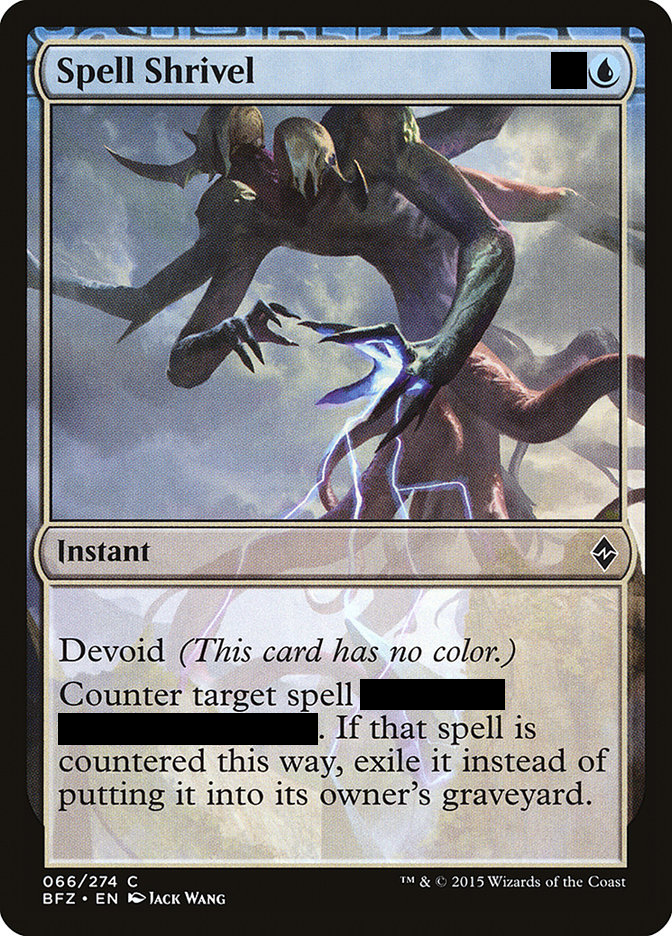 Spell Shrivel
Instant
Devoid (This card has no color.)
Counter target spell
. If that spell is
countered this way, exile it instead of
putting it into its owner's graveyard.
066/274 C
BFZ • EN Jack Wang
™ & © 2015 Wizards of the Coast